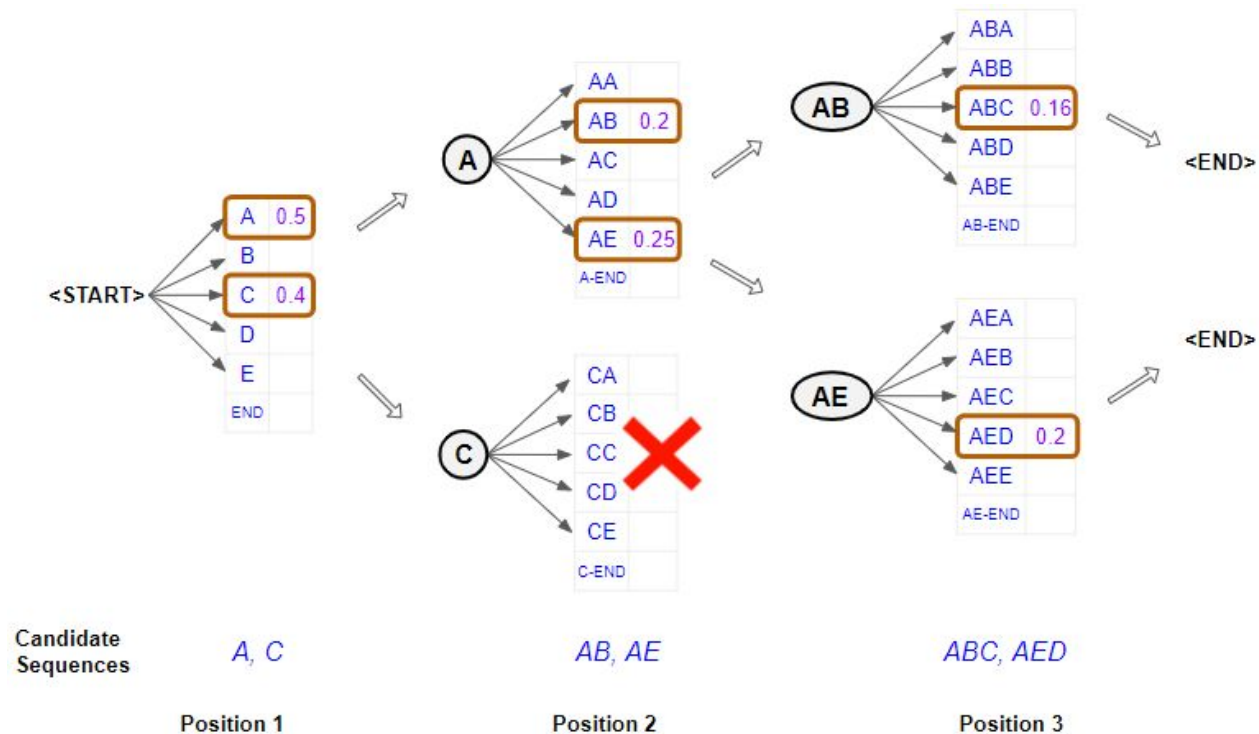 <START>
A 0.5
B
C 0.4
D
E
END
A
AA
AB 0.2
AC
AD
AE 0.25
A-END
C
CA
CB
CC
CD
CE
C-END
AB
ABA
ABB
ABC 0.16
ABD
ABE
AB-END
<END>
AE
AEA
AEB
AEC
AED 0.2
AEE
AE-END
<END>
Candidate
Sequences
A, C
AB, AE
ABC, AED
Position 1
Position 2
Position 3